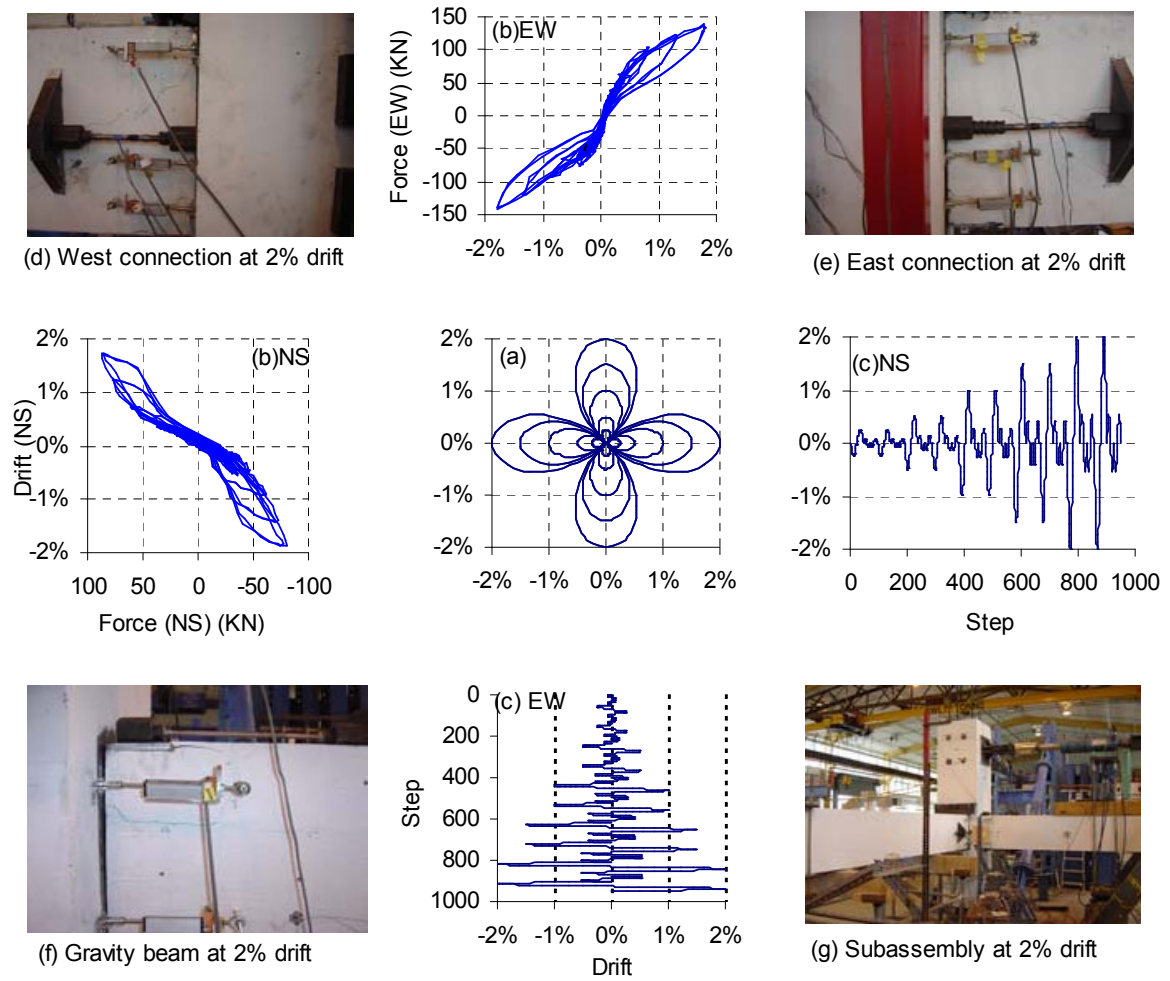 (b)EW
Force (EW) (KN)
150
100
50
0
-50
-100
-150
-2% -1% 0% 1% 2%
(d) West connection at 2% drift
(e) East connection at 2% drift
(b)NS
Drift (NS)
2%
1%
0%
-1%
-2%
100 50 0 -50 -100
Force (NS) (KN)
(a)
2%
1%
0%
-1%
-2%
-2% -1% 0% 1% 2%
(c)NS
2%
1%
0%
-1%
-2%
0 200 400 600 800 1000
Step
(f) Gravity beam at 2% drift
(c) EW
Step
0
200
400
600
800
1000
-2% -1% 0% 1% 2%
Drift
(g) Subassembly at 2% drift